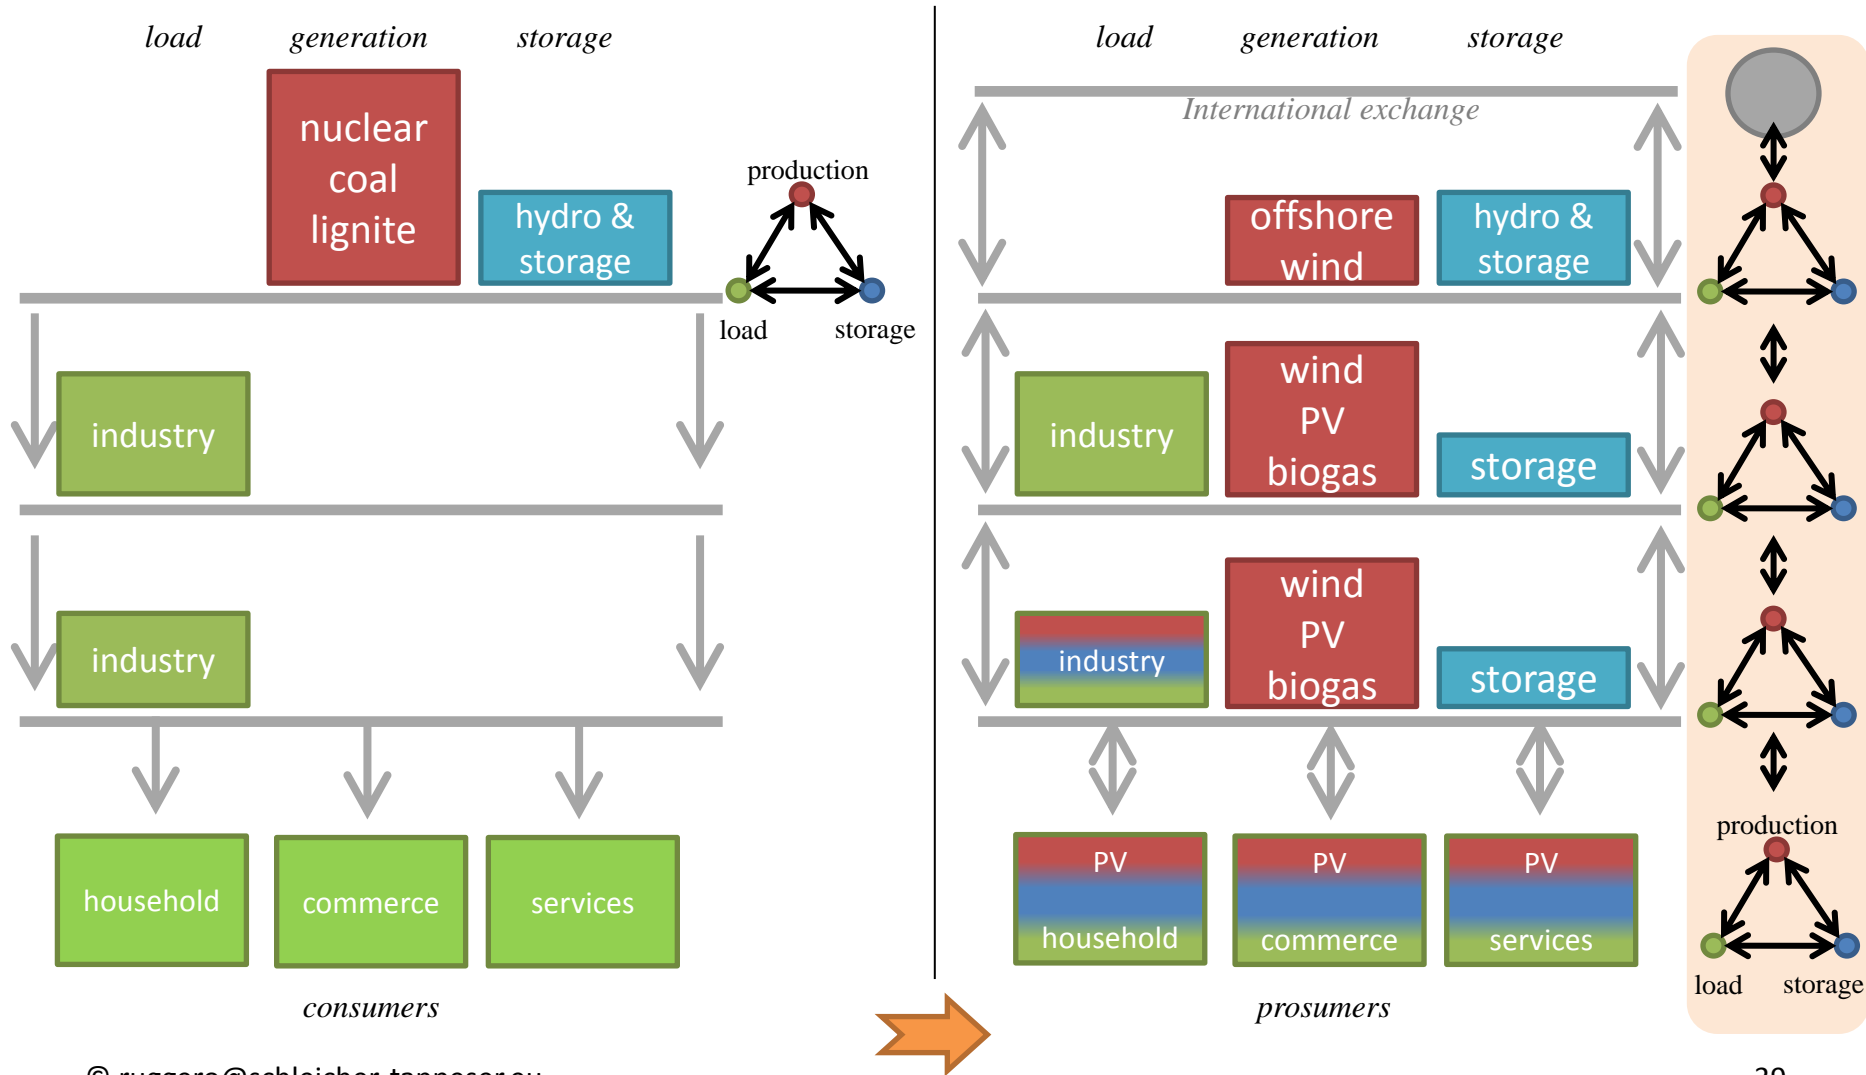 load generation storage
nuclear
coal
lignite
hydro &
storage
production
load storage
industry
industry
household commerce services
consumers
load generation storage
International exchange
offshore
wind
hydro &
storage
industry
wind
PV
biogas
storage
industry
wind
PV
biogas
storage
PV PV PV
household commerce services
prosumers
production
load storage